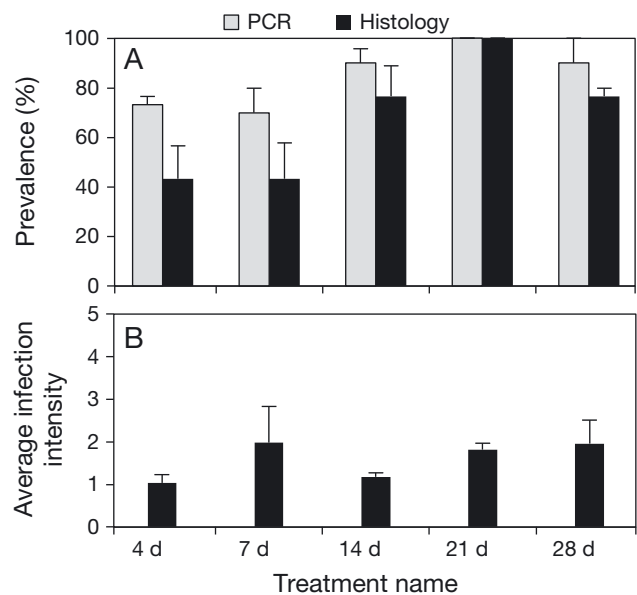 PCR Histology
A
Prevalence (%)
100
80
60
40
20
0
B
Average infection
intensity
5
4
3
2
1
0
4 d 7 d 14 d 21 d 28 d
Treatment name